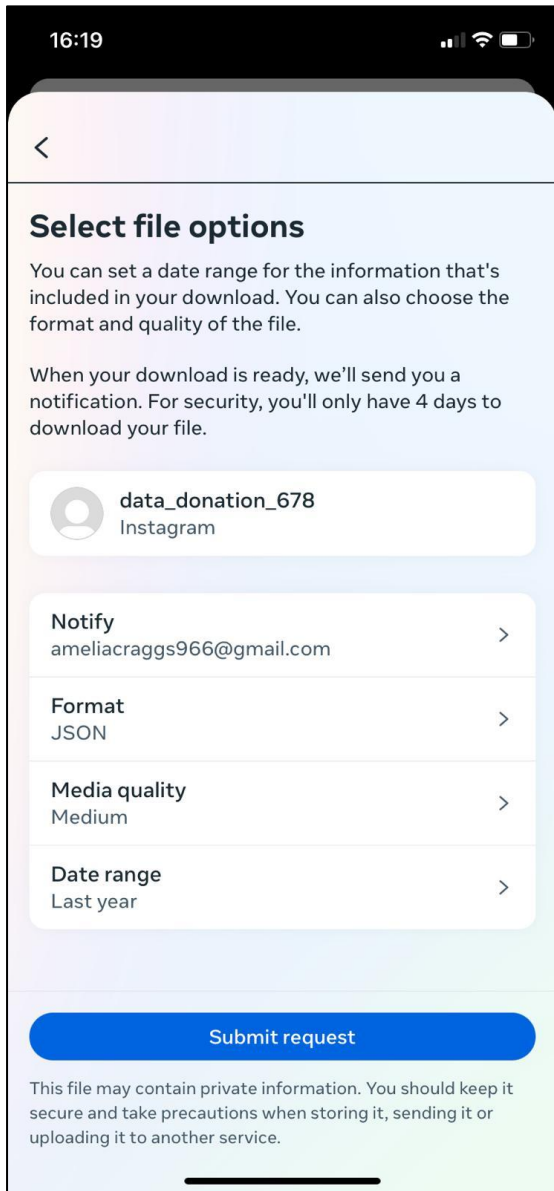 16:19
Select file options
You can set a date range for the information that's
included in your download. You can also choose the
format and quality of the file.
When your download is ready, we’ll send you a
notification. For security, you'll only have 4 days to
download your file.
data_donation_678
Instagram
Notify
ameliacraggs966@gmail.com
Format
JSON
Media quality
Medium
Date range
Last year
Submit request
This file may contain private information. You should keep it
secure and take precautions when storing it, sending it or
uploading it to another service.